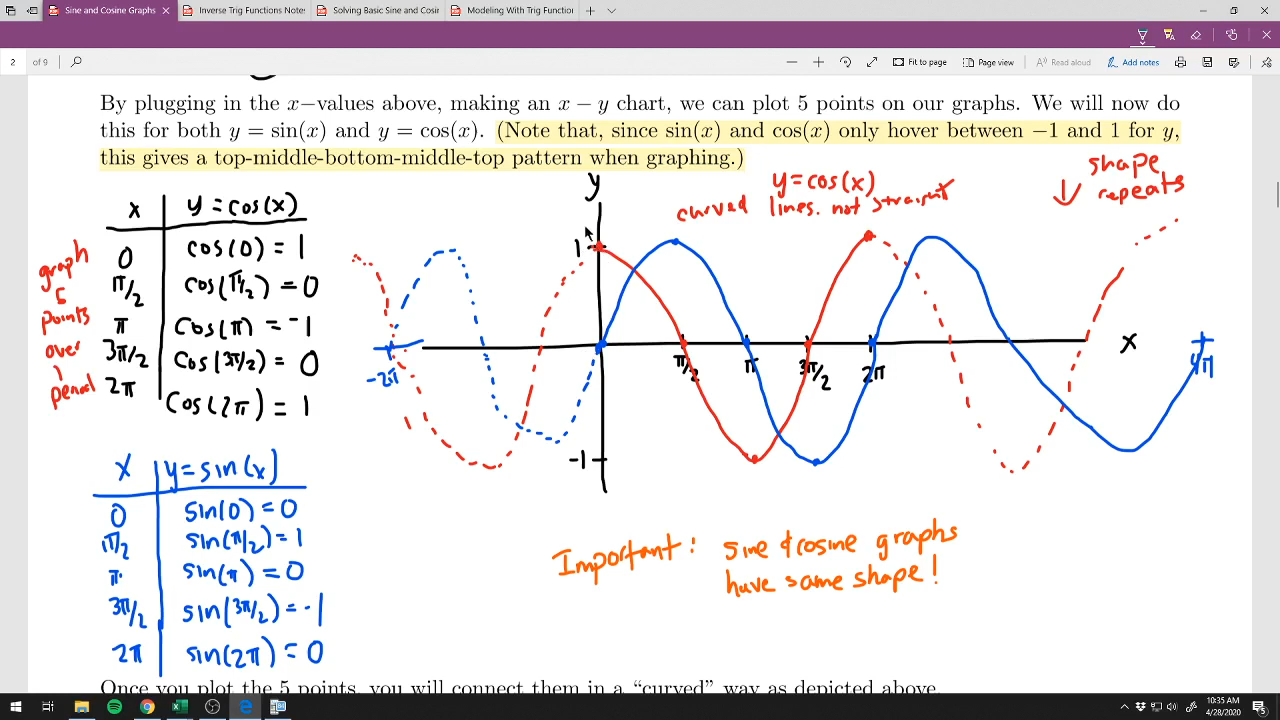 Sine and Cosine Graphs
Inverse Trig Functions Notes
Solving Basic Sine and Cosir
Modeling With Trig Function
2 of 9
Fit to page
Page view
Read aloud
Add notes
By plugging in the x−values above, making an x − y chart, we can plot 5 points on our graphs. We will now do
this for both y = sin(x) and y = cos(x). (Note that, since sin(x) and cos(x) only hover between −1 and 1 for y,
this gives a top-middle-bottom-middle-top pattern when graphing.)
x y = cos(x)
0 cos(0) = 1
π/2 cos(π/2) = 0
π cos(π) = -1
3π/2 cos(3π/2) = 0
2π cos(2π) = 1
graph
5
points
over
1
period
y
y = cos(x)
curved lines. not straight
shape
repeats
1
-1
-2π
π/2
π
3π/2
2π
x
4π
x y = sin(x)
0 sin(0) = 0
π/2 sin(π/2) = 1
π sin(π) = 0
3π/2 sin(3π/2) = -1
2π sin(2π) = 0
Important: sine & cosine graphs
have same shape!
Once you plot the 5 points, you will connect them in a “curved” way as depicted above.
10:35 AM
4/28/2020